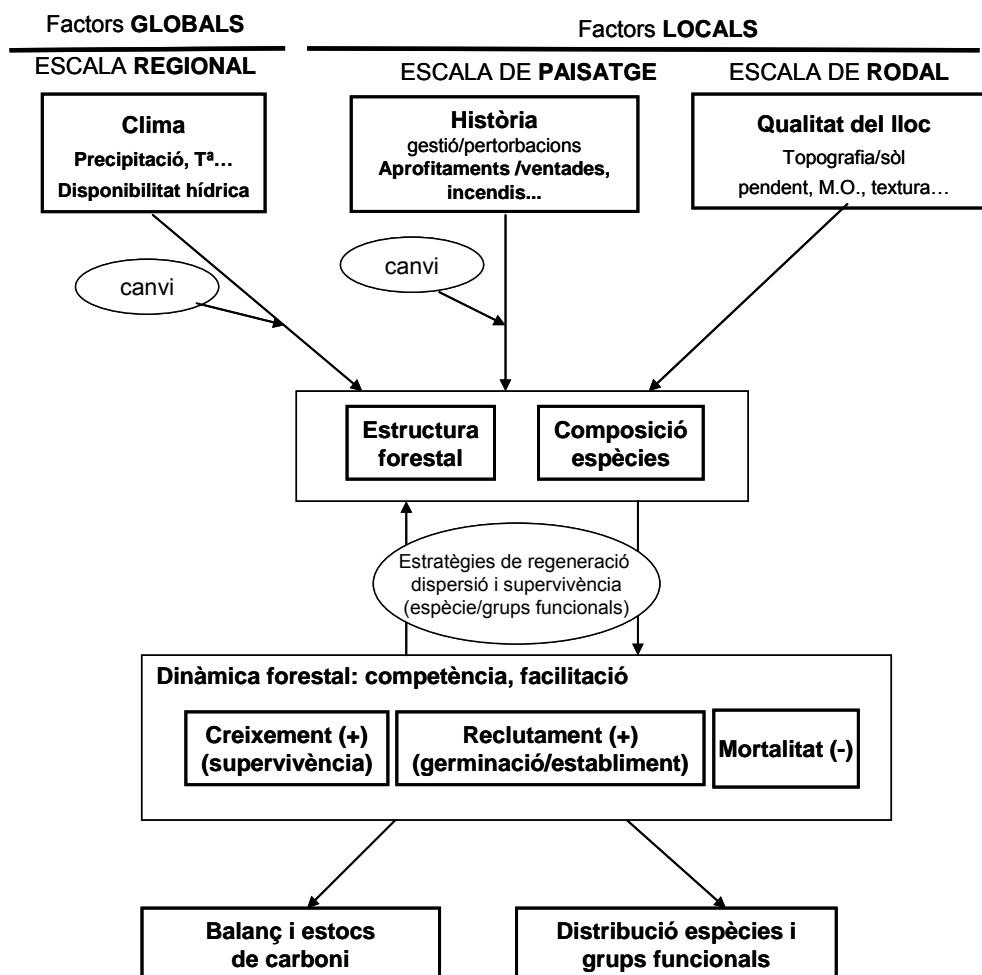 Factors GLOBALS
Factors LOCALS
ESCALA REGIONAL
ESCALA DE PAISATGE
ESCALA DE RODAL
Clima
Precipitació, Tª...
Disponibilitat hídrica
Història
gestió/pertorbacions
Aprofitaments /ventades,
incendis...
Qualitat del lloc
Topografia/sòl
pendent, M.O., textura...
canvi
canvi
Estructura
forestal
Composició
espècies
Estratègies de regeneració
dispersió i supervivència
(espècie/grups funcionals)
Dinàmica forestal: competència, facilitació
Creixement (+)
(supervivència)
Reclutament (+)
(germinació/establiment)
Mortalitat (-)
Balanç i estocs
de carboni
Distribució espècies i
grups funcionals